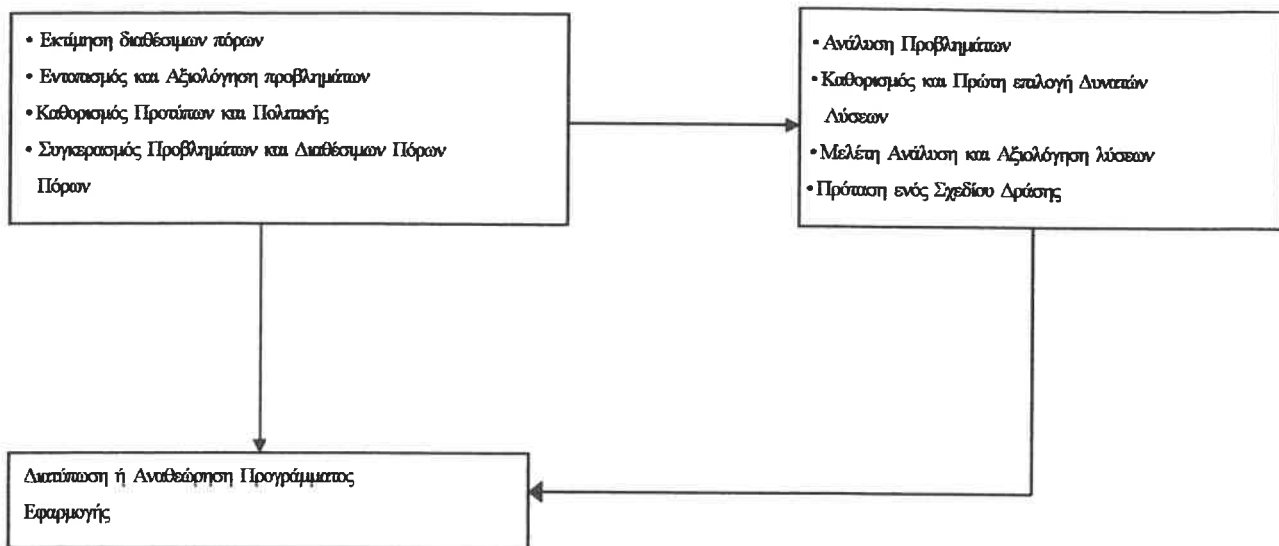 • Εκτίμηση διαθέσιμων πόρων
• Εντοπισμός και Αξιολόγηση προβλημάτων
• Καθορισμός Προτύπων και Πολιτικής
• Συγκερασμός Προβλημάτων και Διαθέσιμων Πόρων
Πόρων
• Ανάλυση Προβλημάτων
• Καθορισμός και Πρώτη επιλογή Δυνατών
Λύσεων
• Μελέτη Ανάλυση και Αξιολόγηση λύσεων
• Πρόταση ενός Σχεδίου Δράσης
Διατύπωση ή Αναθεώρηση Προγράμματος
Εφαρμογής